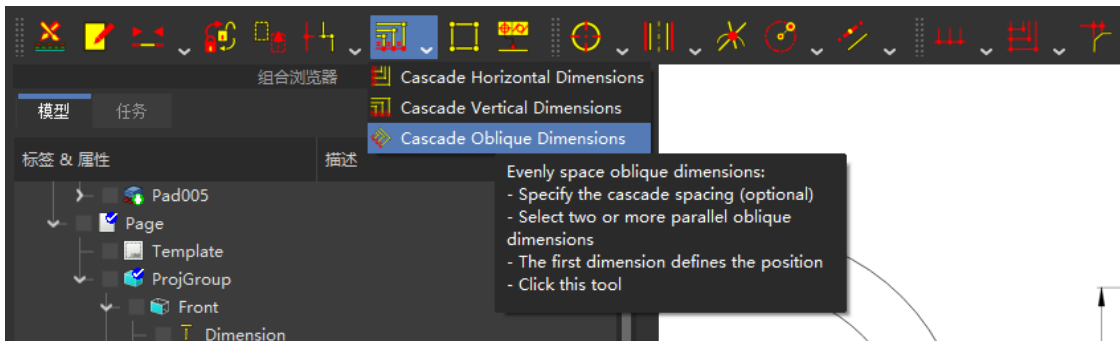 Cascade Horizontal Dimensions
Cascade Vertical Dimensions
Cascade Oblique Dimensions
Evenly space oblique dimensions:
- Specify the cascade spacing (optional)
- Select two or more parallel oblique
dimensions
- The first dimension defines the position
- Click this tool
组合浏览器
模型 任务
标签 & 属性 描述
Pad005
Page
Template
ProjGroup
Front
Dimension